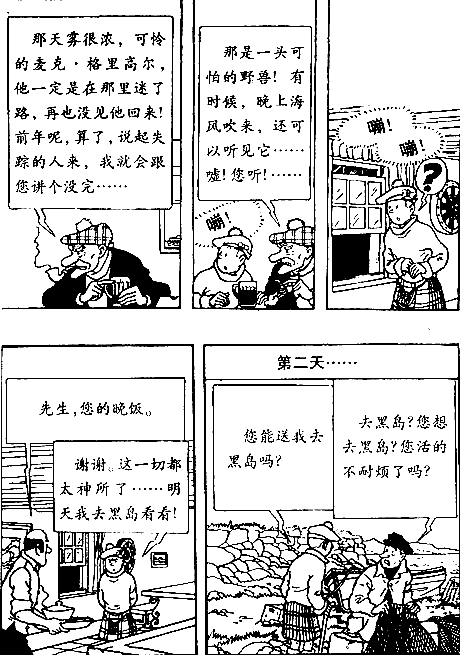 那天雾很浓，可怜
的麦克·格里高尔，
他一定是在那里迷了
路，再也没见他回来！
前年呢，算了，说起失
踪的人来，我就会跟
您讲个没完……
那是一头可
怕的野兽！有
时候，晚上海
风吹来，还可
以听见它……
嘘！您听！……
嘣！
嘣！
嘣！
?
先生，您的晚饭。
谢谢。这一切都
太神所了……明
天我去黑岛看看！
第二天……
您能送我去
黑岛吗？
去黑岛？您想
去黑岛？您活的
不耐烦了吗？